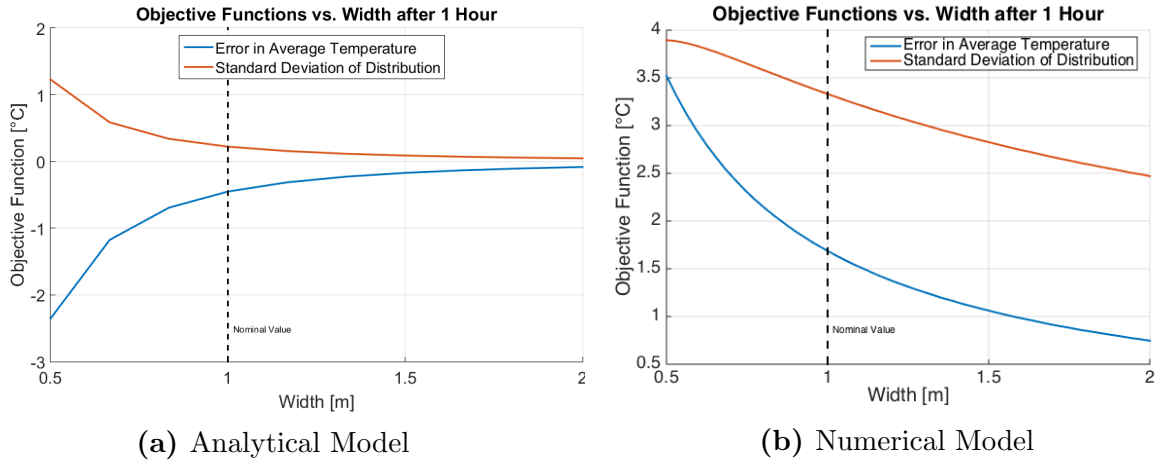 Objective Functions vs. Width after 1 Hour
2
1
0
-1
-2
-3
Objective Function [°C]
Error in Average Temperature
Standard Deviation of Distribution
Nominal Value
0.5 1 1.5 2
Width [m]
(a) Analytical Model
Objective Functions vs. Width after 1 Hour
4
3.5
3
2.5
2
1.5
1
0.5
Objective Function [°C]
Error in Average Temperature
Standard Deviation of Distribution
Nominal Value
0.5 1 1.5 2
Width [m]
(b) Numerical Model